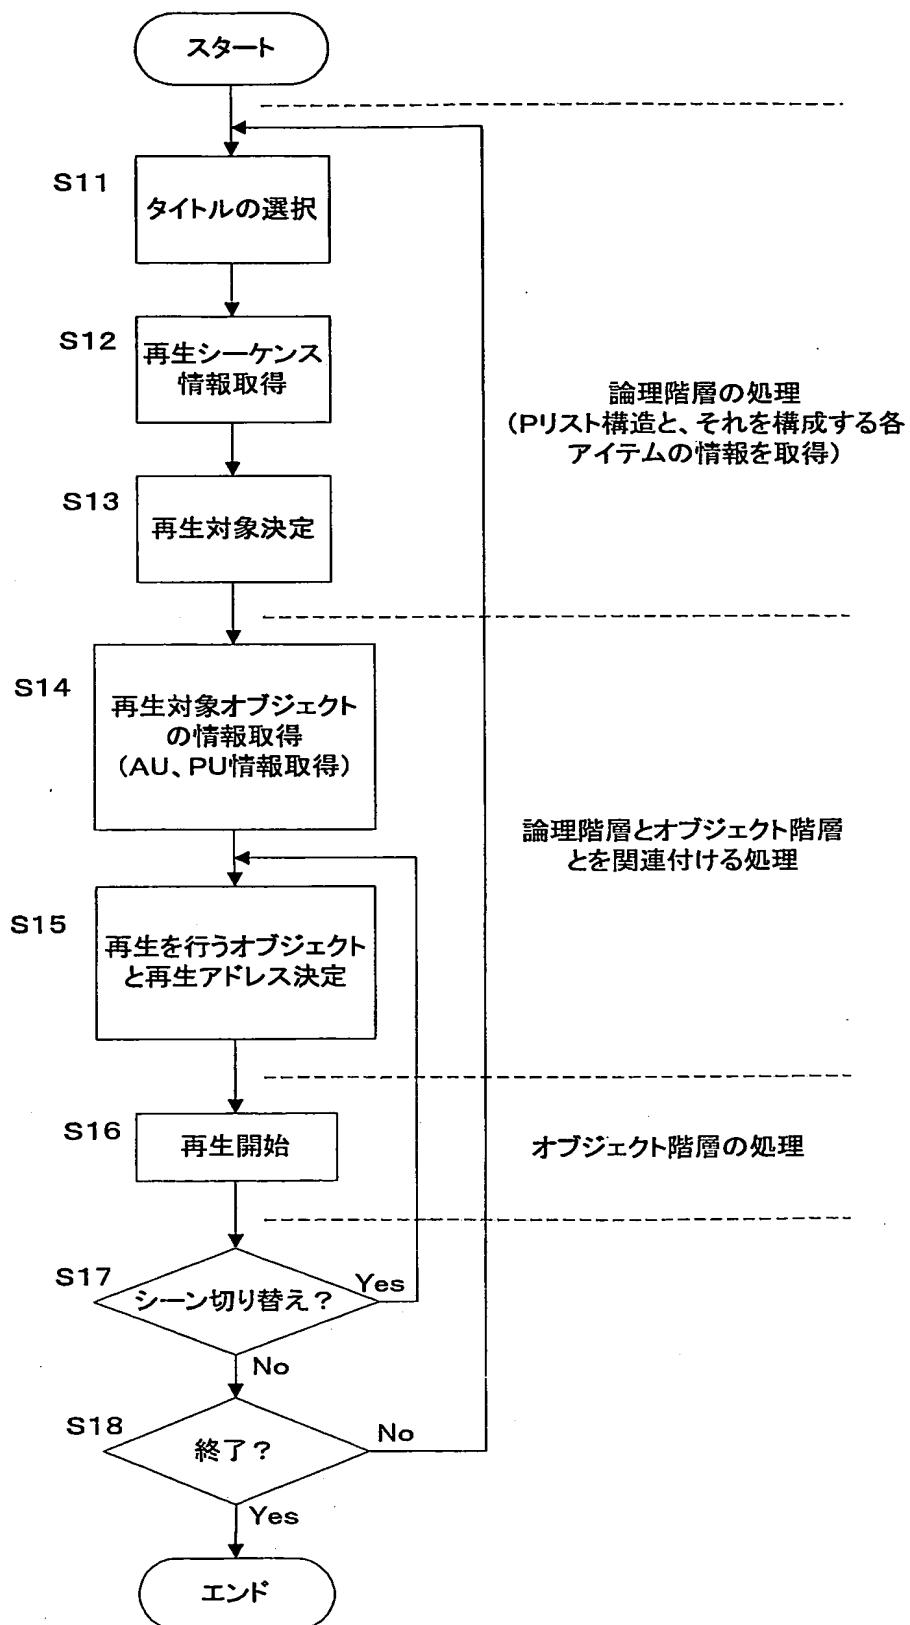 スタート
S11
タイトルの選択
S12
再生シーケンス
情報取得
論理階層の処理
(Pリスト構造と、それを構成する各
アイテムの情報を取得)
S13
再生対象決定
S14
再生対象オブジェクト
の情報取得
(AU、PU情報取得)
論理階層とオブジェクト階層
とを関連付ける処理
S15
再生を行うオブジェクト
と再生アドレス決定
S16
再生開始
オブジェクト階層の処理
S17
シーン切り替え?
Yes
No
S18
終了?
No
Yes
エンド